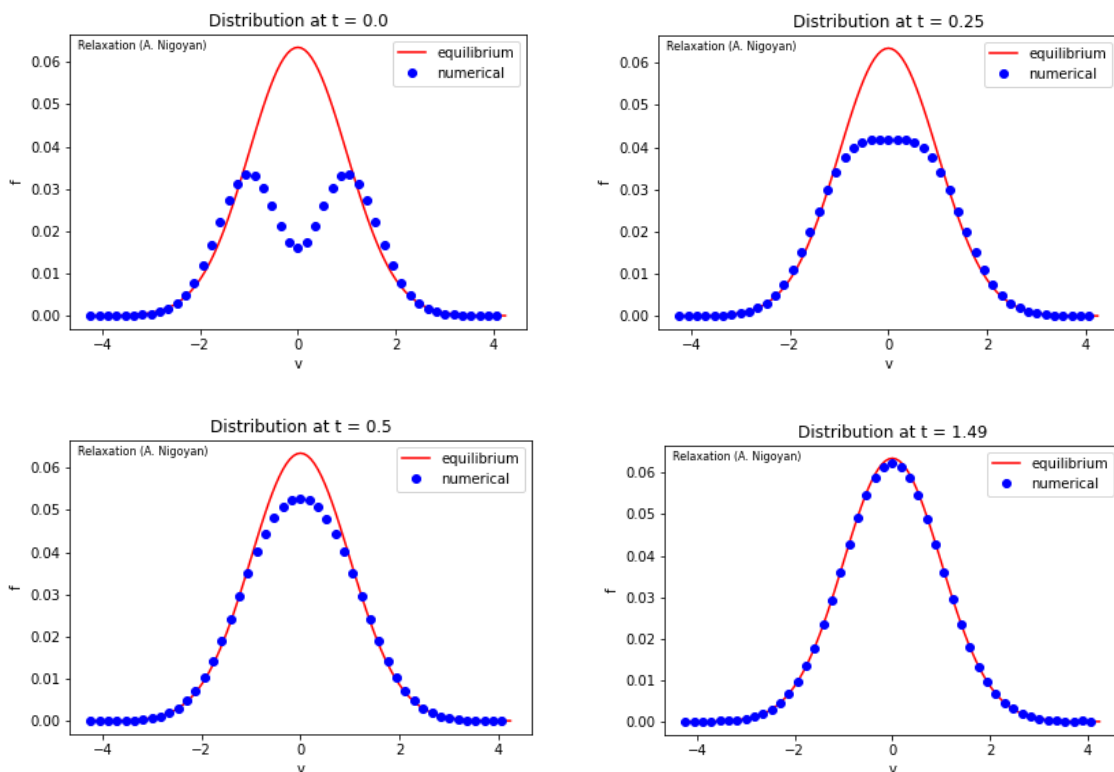 Distribution at t = 0.0
Relaxation (A. Nigoyan)
equilibrium
numerical
f
0.06
0.05
0.04
0.03
0.02
0.01
0.00
−4 −2 0 2 4
v
Distribution at t = 0.25
Relaxation (A. Nigoyan)
equilibrium
numerical
f
0.06
0.05
0.04
0.03
0.02
0.01
0.00
−4 −2 0 2 4
v
Distribution at t = 0.5
Relaxation (A. Nigoyan)
equilibrium
numerical
f
0.06
0.05
0.04
0.03
0.02
0.01
0.00
−4 −2 0 2 4
v
Distribution at t = 1.49
Relaxation (A. Nigoyan)
equilibrium
numerical
f
0.06
0.05
0.04
0.03
0.02
0.01
0.00
−4 −2 0 2 4
v